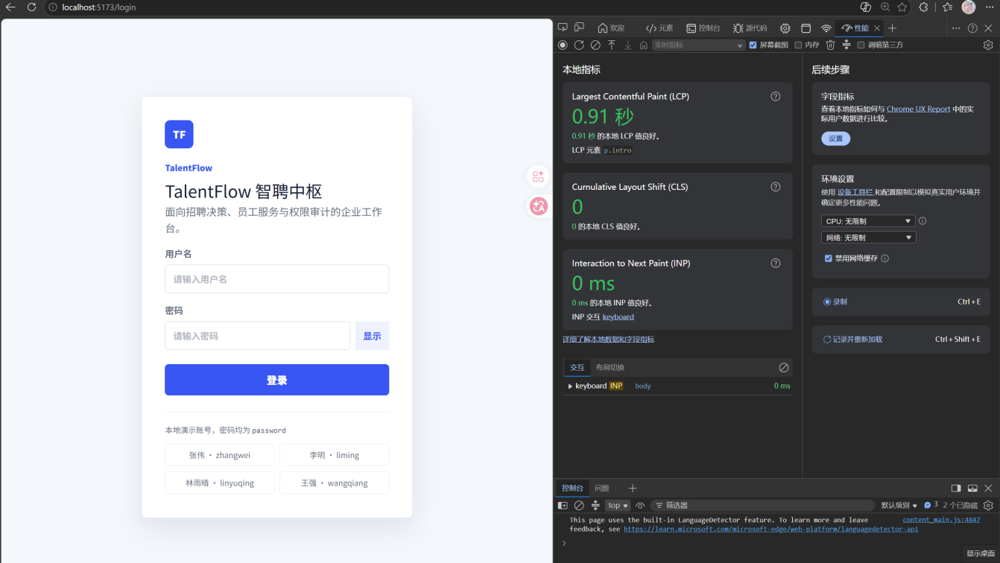 localhost:5173/login
TF
TalentFlow
TalentFlow 智聘中枢
面向招聘决策、员工服务与权限审计的企业工作
台。
用户名
请输入用户名
密码
请输入密码
显示
登录
本地演示账号，密码均为 password
张伟 · zhangwei
李明 · liming
林雨晴 · linyuqing
王强 · wangqiang
欢迎
元素
控制台
源代码
性能
实时指标
屏幕截图
内存
调暗第三方
本地指标
Largest Contentful Paint (LCP)
0.91 秒
0.91 秒 的本地 LCP 值良好。
LCP 元素 p.intro
Cumulative Layout Shift (CLS)
0
0 的本地 CLS 值良好。
Interaction to Next Paint (INP)
0 ms
0 ms 的本地 INP 值良好。
INP 交互 keyboard
详细了解本地数据和字段指标
交互
布局切换
keyboard INP body 0 ms
后续步骤
字段指标
查看本地指标如何与 Chrome UX Report 中的实
际用户数据进行比较。
设置
环境设置
使用 设备工具栏 和配置限制以模拟真实用户环境并
确定更多性能问题。
CPU: 无限制
网络: 无限制
禁用网络缓存
录制 Ctrl + E
记录并重新加载 Ctrl + Shift + E
控制台
问题
top
筛选器
默认级别
3
2 个已隐藏
This page uses the built-in LanguageDetector feature. To learn more and leave content_main.js:4847
feedback, see https://learn.microsoft.com/microsoft-edge/web-platform/languagedetector-api
显示桌面